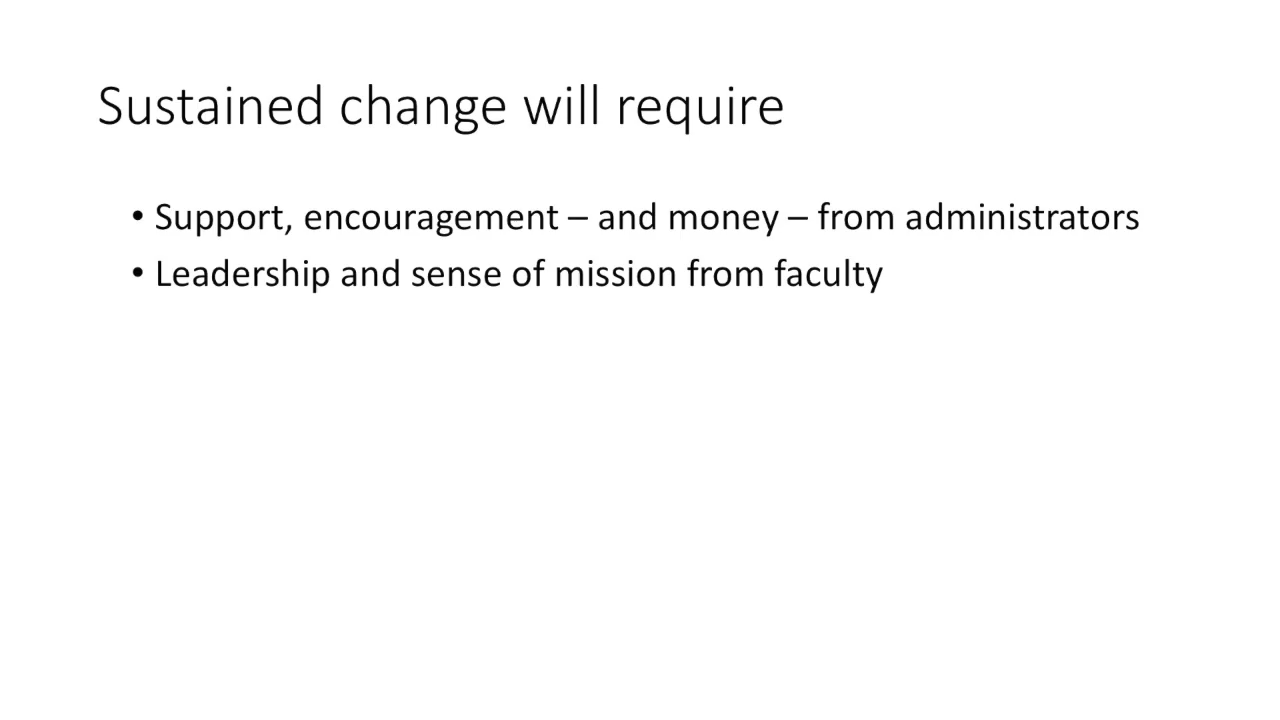 Sustained change will require
• Support, encouragement – and money – from administrators
• Leadership and sense of mission from faculty